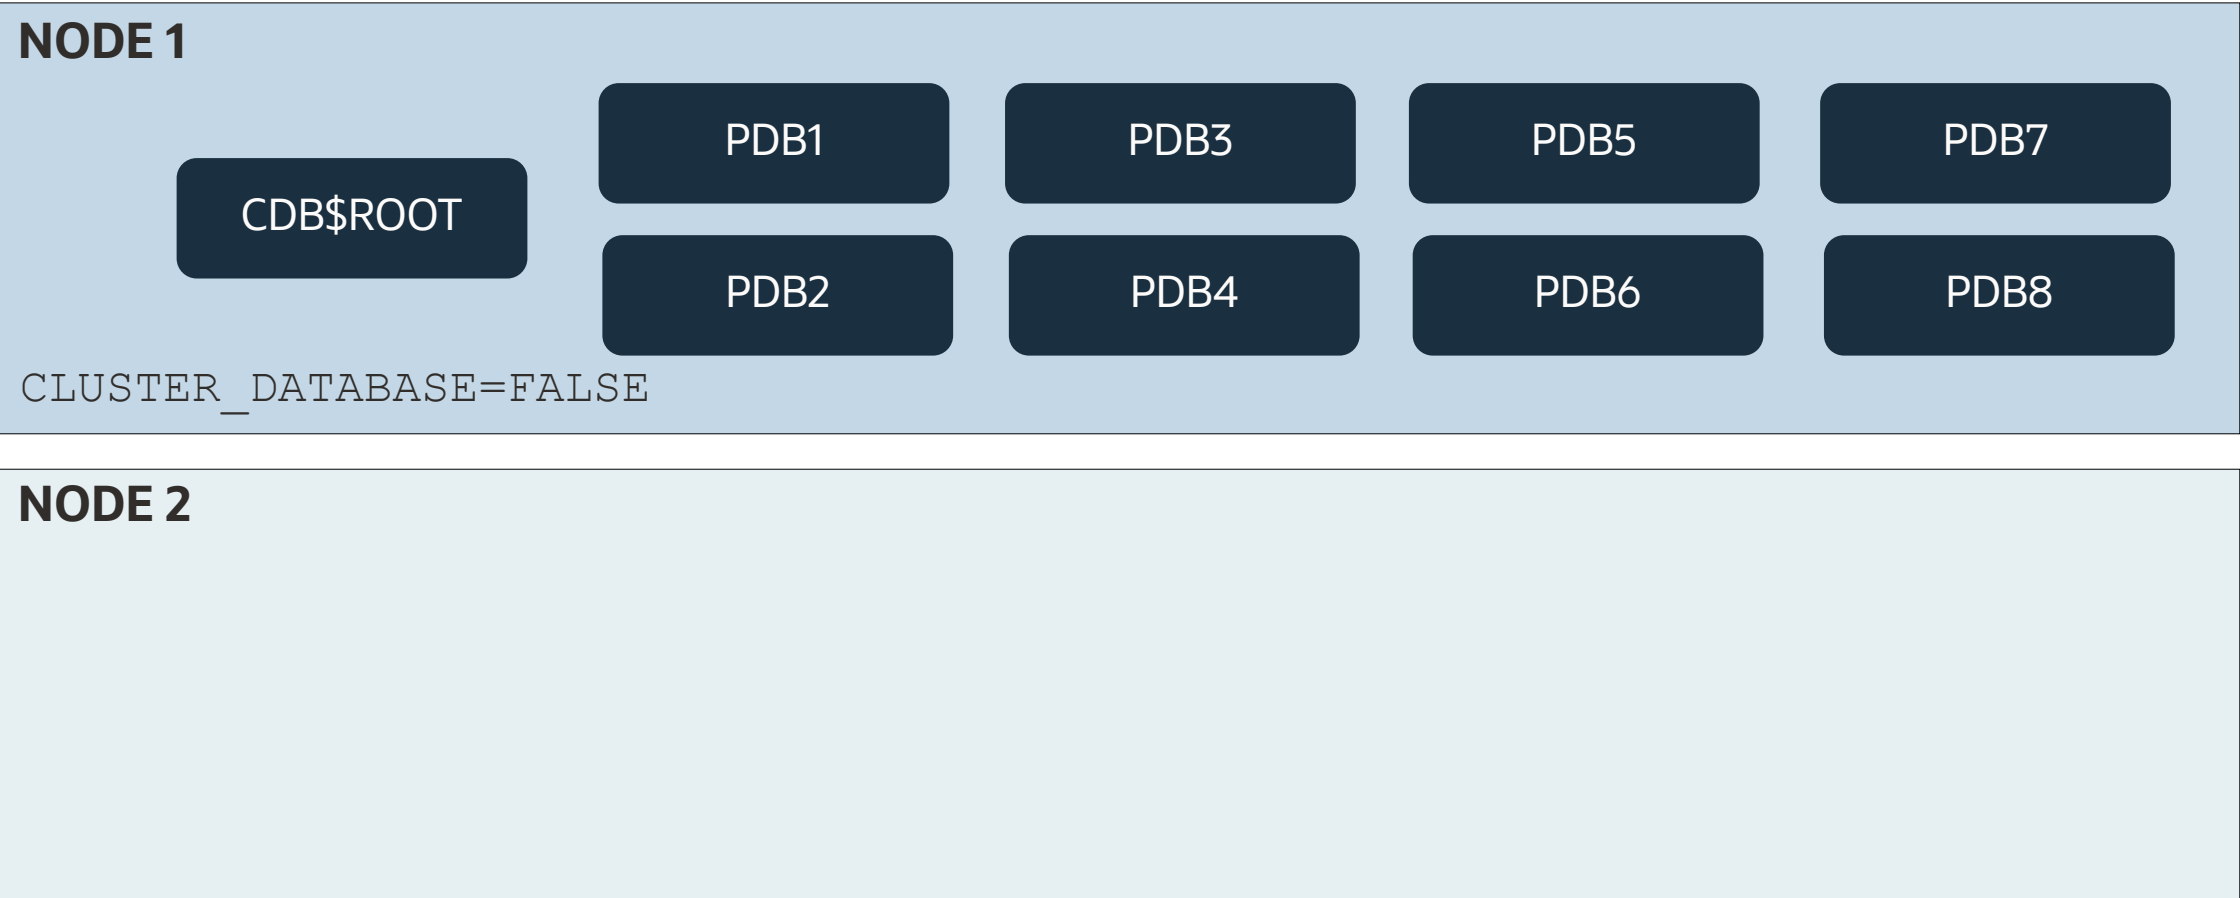 NODE 1
PDB1 PDB3 PDB5 PDB7
CDB$ROOT
PDB2 PDB4 PDB6 PDB8
CLUSTER_DATABASE=FALSE
NODE 2